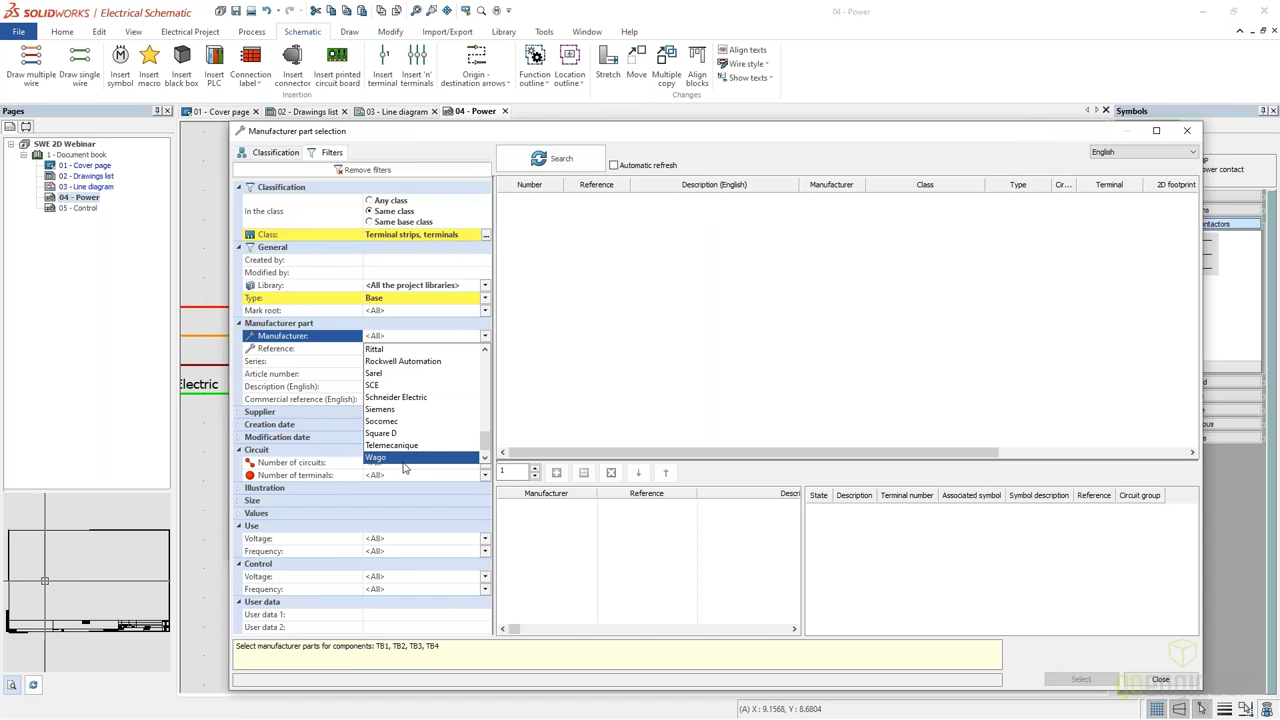 SOLIDWORKS | Electrical Schematic
04 - Power
File Home Edit View Electrical Project Process Schematic Draw Modify Import/Export Library Tools Window Help
Draw multiple wire
Draw single wire
Insert symbol
Insert macro
Insert black box
Insert PLC
Connection label
Insert connector
Insert printed circuit board
Insert terminal
Insert 'n' terminals
Origin - destination arrows
Function outline
Location outline
Stretch
Move
Multiple copy
Align blocks
Align texts
Wire style
Show texts
Insertion
Changes
Pages
01 - Cover page
02 - Drawings list
03 - Line diagram
04 - Power
Symbols
SWE 2D Webinar
1 - Document book
01 - Cover page
02 - Drawings list
03 - Line diagram
04 - Power
05 - Control
Electric
Manufacturer part selection
Classification
Filters
Remove filters
Classification
In the class
Any class
Same class
Same base class
Class: Terminal strips, terminals ...
General
Created by:
Modified by:
Library: <All the project libraries>
Type: Base
Mark root: <All>
Manufacturer part
Manufacturer: <All>
Reference:
Series:
Article number:
Description (English):
Commercial reference (English):
Rittal
Rockwell Automation
Sarel
SCE
Schneider Electric
Siemens
Socomec
Square D
Telemecanique
Wago
Supplier
Creation date
Modification date
Circuit
Number of circuits:
Number of terminals: <All>
Illustration
Size
Values
Use
Voltage: <All>
Frequency: <All>
Control
Voltage: <All>
Frequency: <All>
User data
User data 1:
User data 2:
Search
Automatic refresh
English
Number Reference Description (English) Manufacturer Class Type Cir... Terminal 2D footprint
1
Manufacturer Reference Descri
State Description Terminal number Associated symbol Symbol description Reference Circuit group
Select manufacturer parts for components: TB1, TB2, TB3, TB4
Select
Close
power contact
ontactors
(A) X : 9.1568, Y : 8.6804